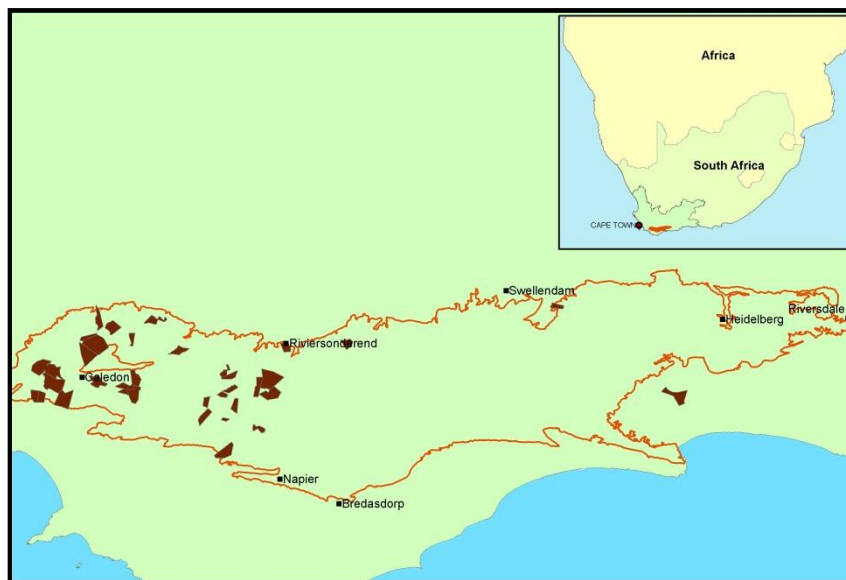 Africa
South Africa
CAPE TOWN
Swellendam
Riversdale
Heidelberg
Riviersonderend
Caledon
Napier
Bredasdorp